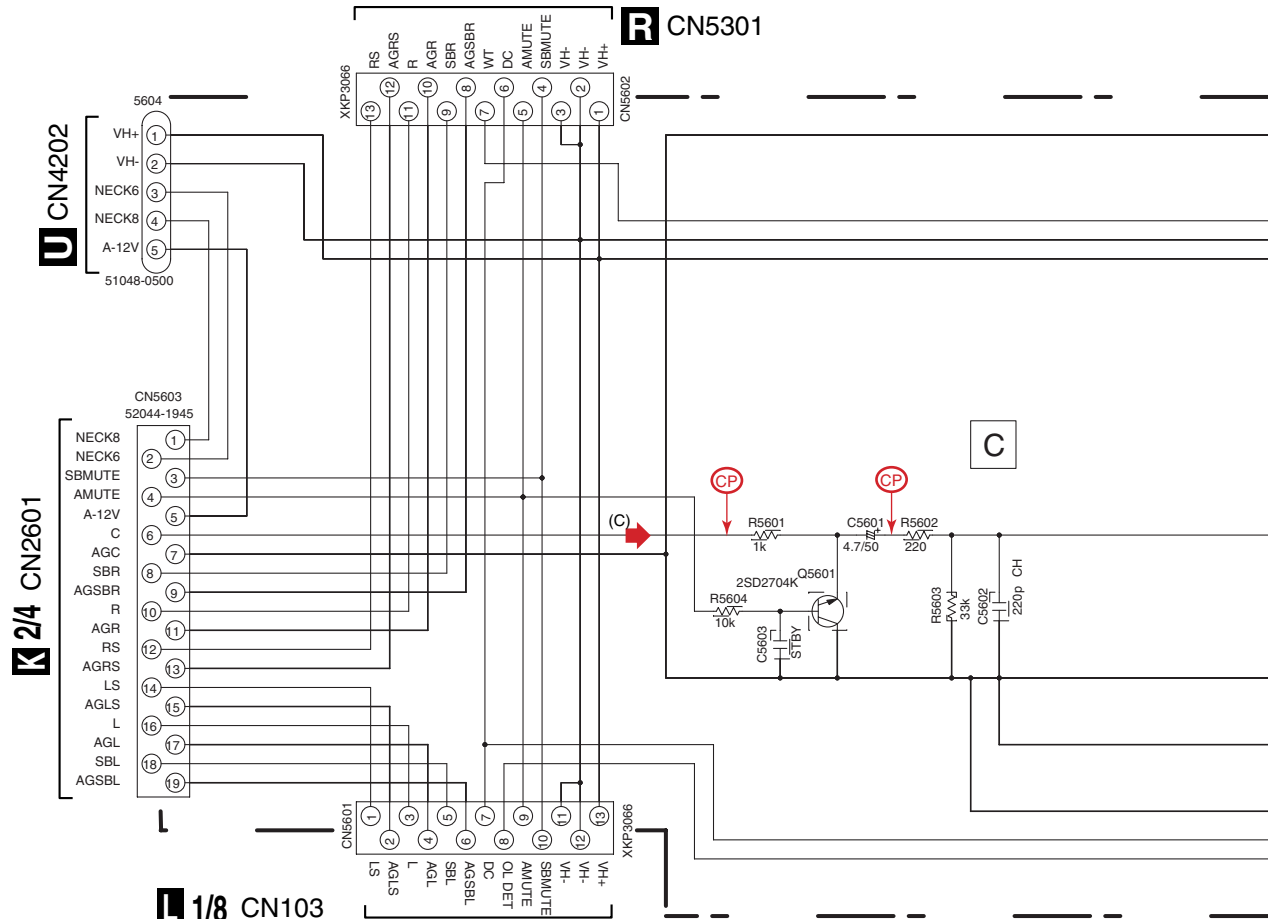 R CN5301
RS
AGRS
R
AGR
SBR
AGSBR
WT
DC
AMUTE
SBMUTE
VH-
VH-
VH+
XKP3066
13
12
11
10
9
8
7
6
5
4
3
2
1
CN5602
5604
U CN4202
VH+ 1
VH- 2
NECK6 3
NECK8 4
A-12V 5
51048-0500
CN5603
52044-1945
K 2/4 CN2601
NECK8 1
NECK6 2
SBMUTE 3
AMUTE 4
A-12V 5
C 6
AGC 7
SBR 8
AGSBR 9
R 10
AGR 11
RS 12
AGRS 13
LS 14
AGLS 15
L 16
AGL 17
SBL 18
AGSBL 19
C
(C)
CP
CP
R5601
1k
C5601 +
4.7/50
R5602
220
2SD2704K
Q5601
R5604
10k
C5603
STBY
R5603
33k
C5602
220p CH
CN5601
1
2
3
4
5
6
7
8
9
10
11
12
13
XKP3066
LS
AGLS
L
AGL
SBL
AGSBL
DC
OL DET
AMUTE
SBMUTE
VH-
VH-
VH+
L 1/8 CN103